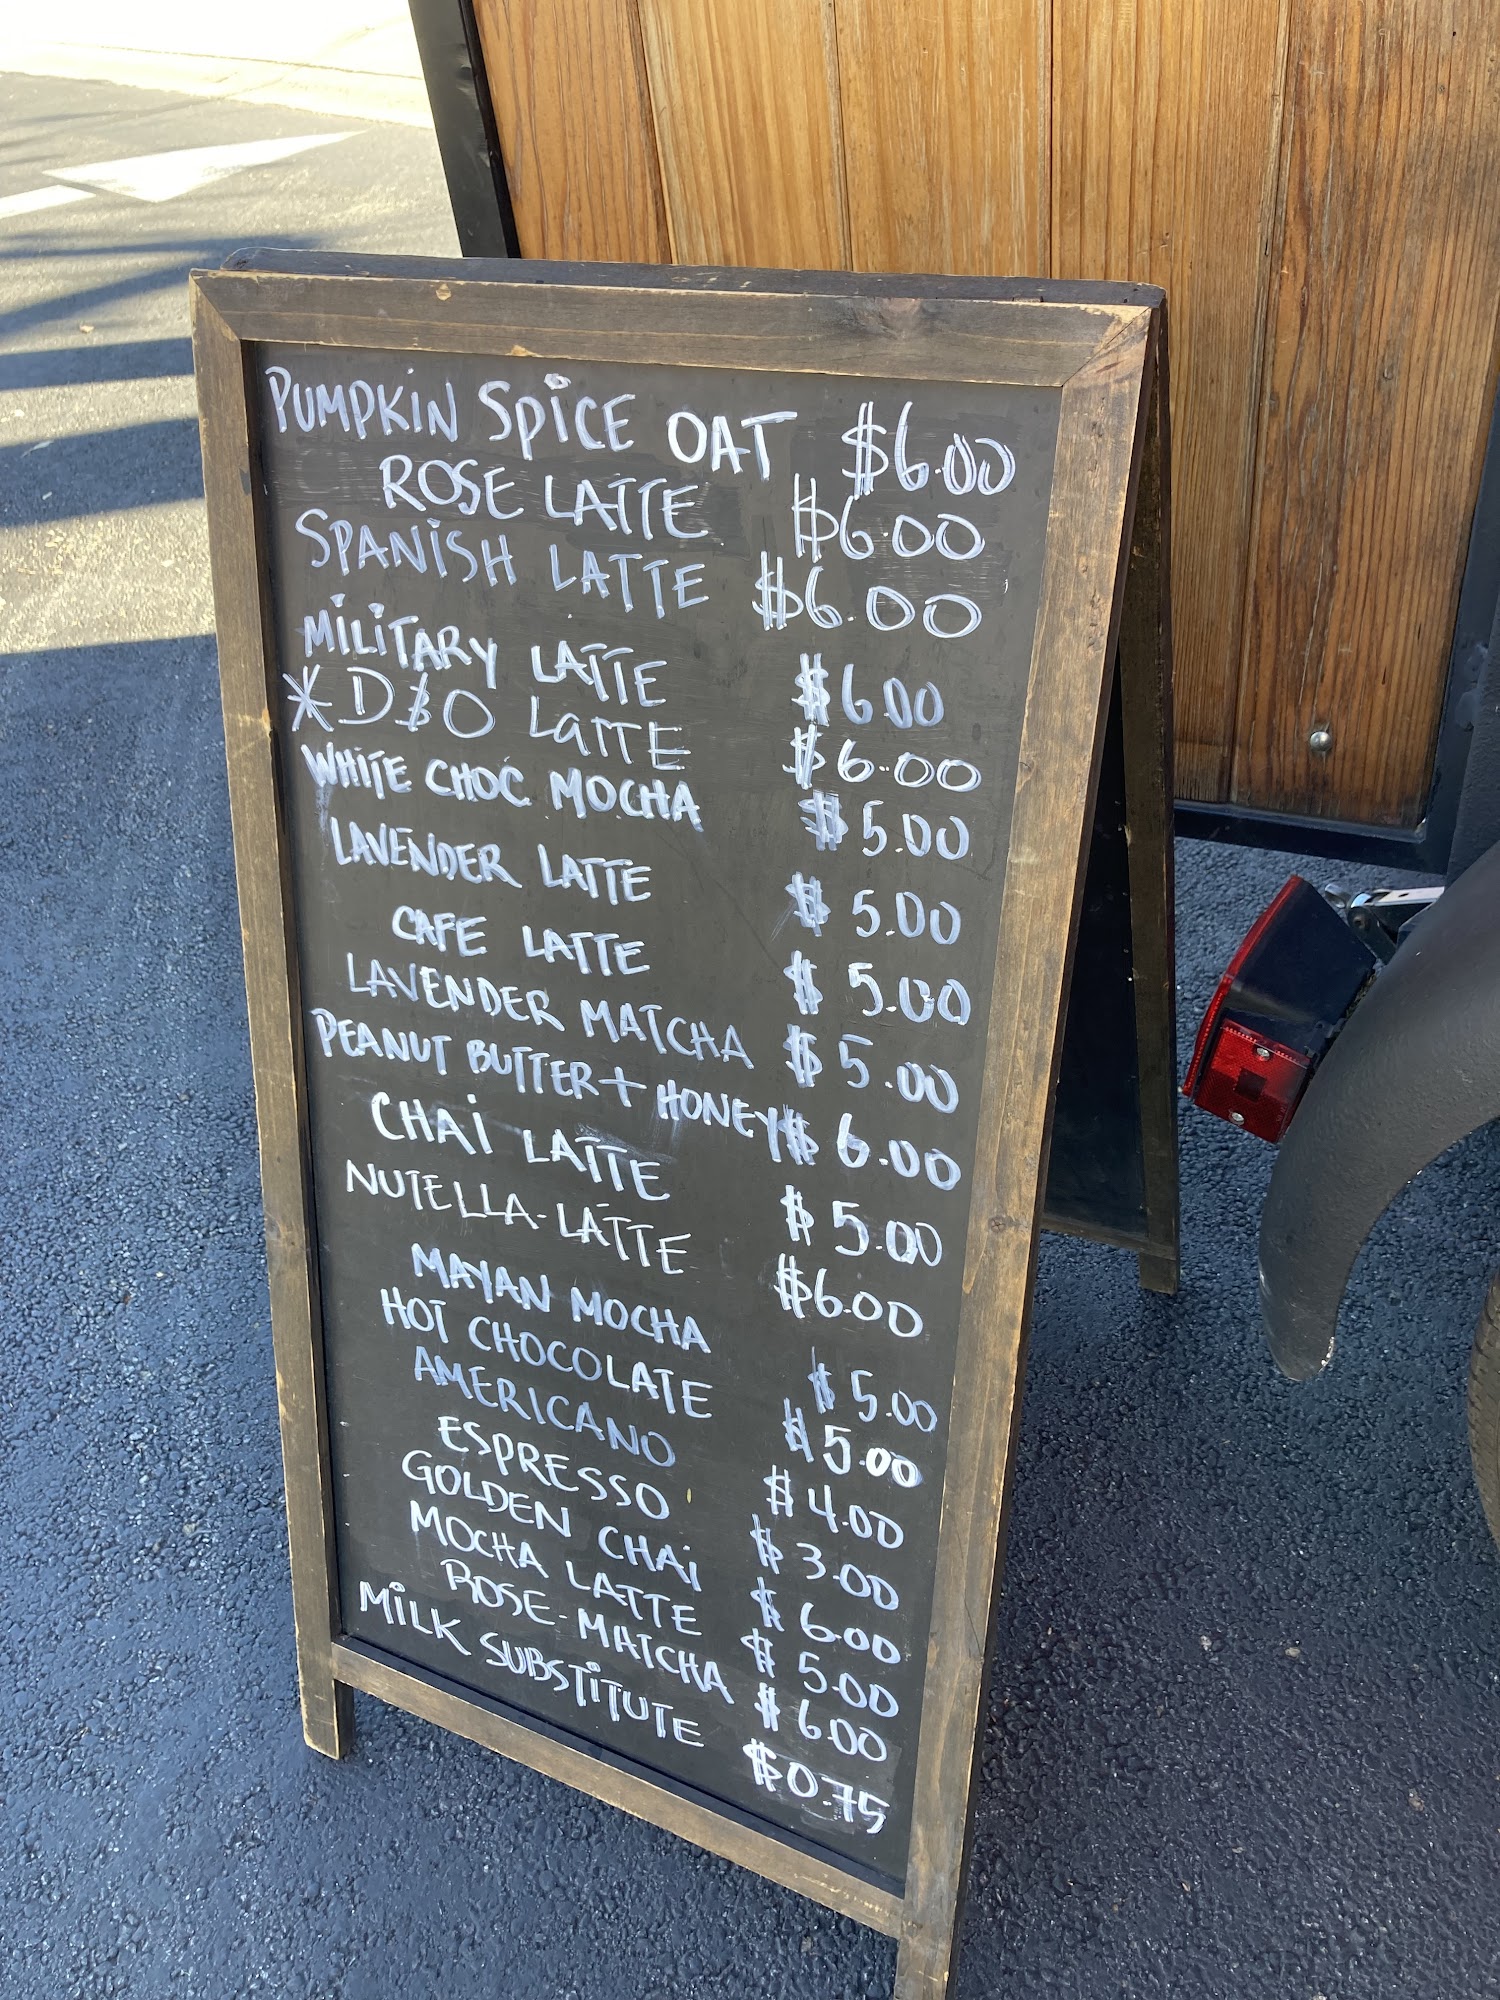 PUMPKIN SPICE OAT $6.00
ROSE LATTE $6.00
SPANISH LATTE $6.00
MILITARY LATTE $6.00
*D$O LATTE $6.00
WHITE CHOC MOCHA $5.00
LAVENDER LATTE $5.00
CAFE LATTE $5.00
LAVENDER MATCHA $5.00
PEANUT BUTTER + HONEY $6.00
CHAI LATTE $5.00
NUTELLA-LATTE $6.00
MAYAN MOCHA $5.00
HOT CHOCOLATE $5.00
AMERICANO $4.00
ESPRESSO $3.00
GOLDEN CHAI $6.00
MOCHA LATTE $5.00
ROSE-MATCHA $6.00
MILK SUBSTITUTE $0.75